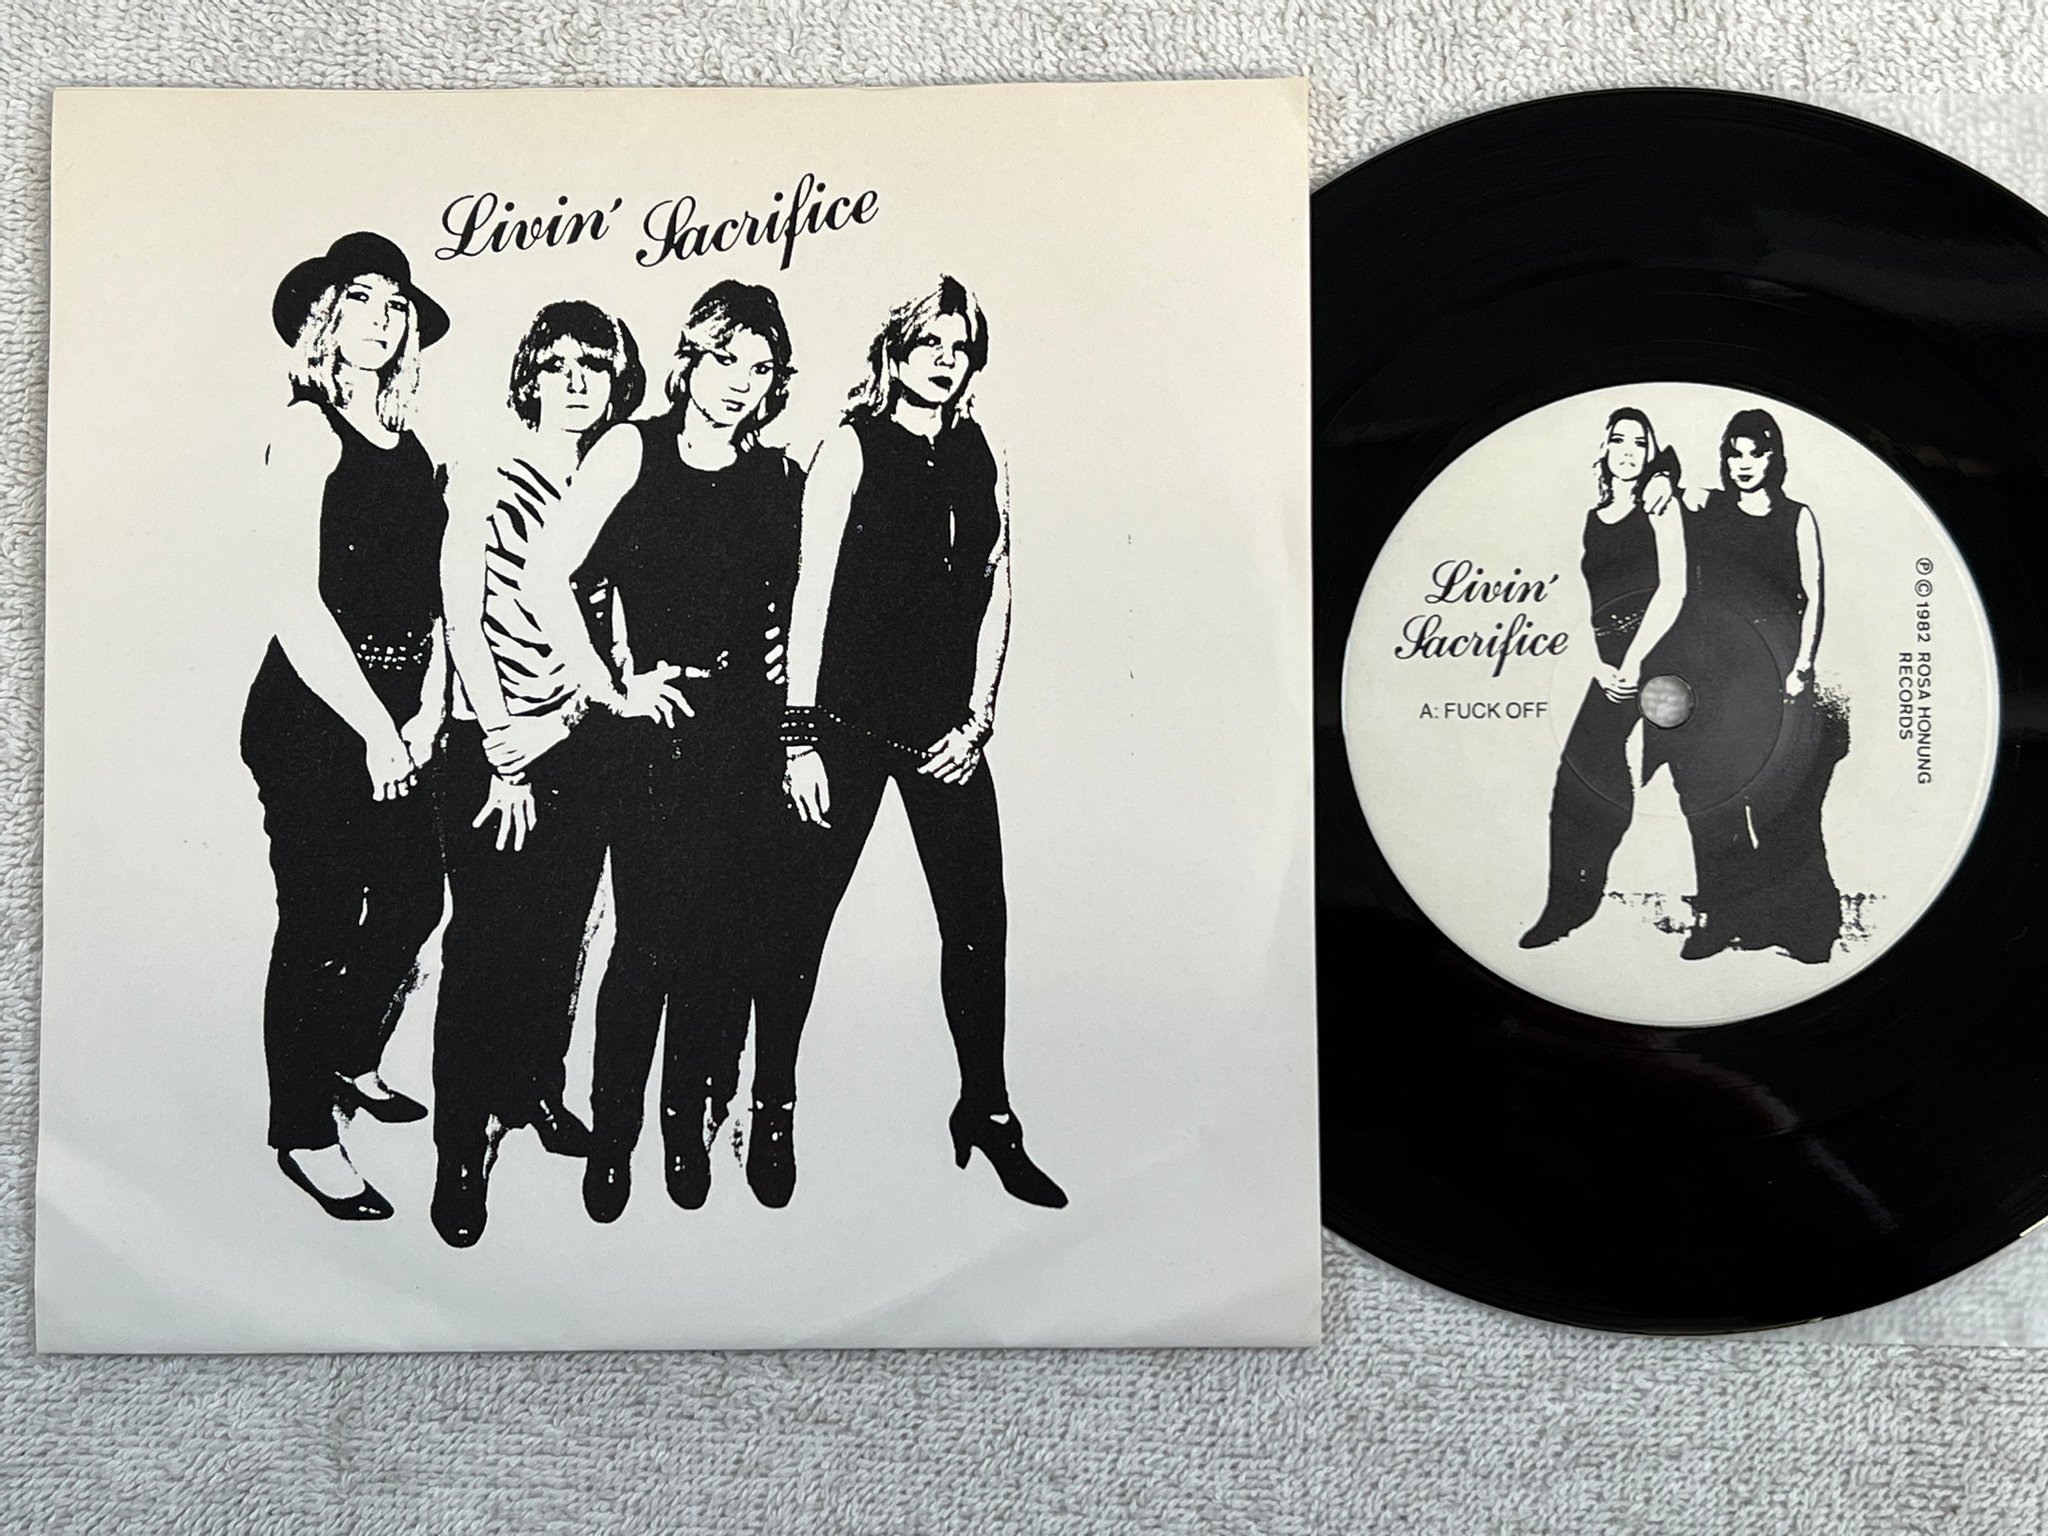 Livin' Sacrifice
Livin'
Sacrifice
A: FUCK OFF
℗ © 1982 ROSA HONUNG
RECORDS